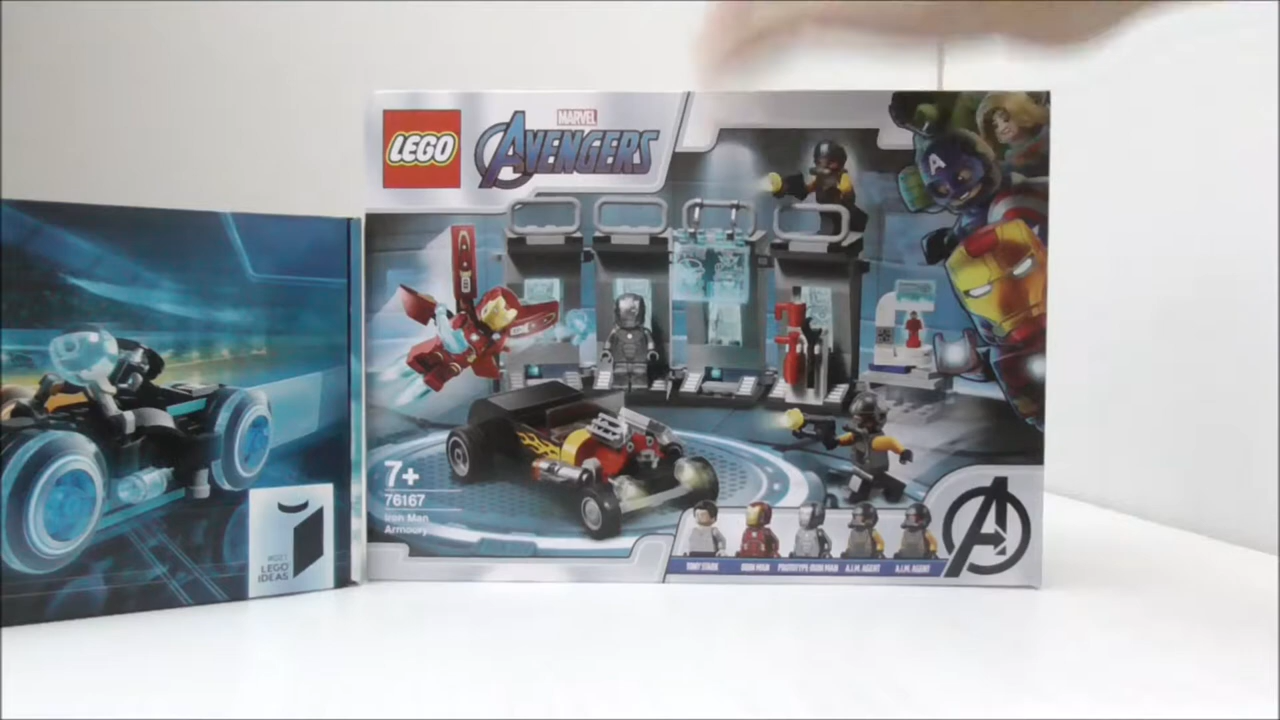 LEGO
MARVEL
AVENGERS
7+
76167
Iron Man
Armoury
TONY STARK
IRON MAN
PROTOTYPE IRON MAN
A.I.M. AGENT
A.I.M. AGENT
A
A
LEGO
IDEAS